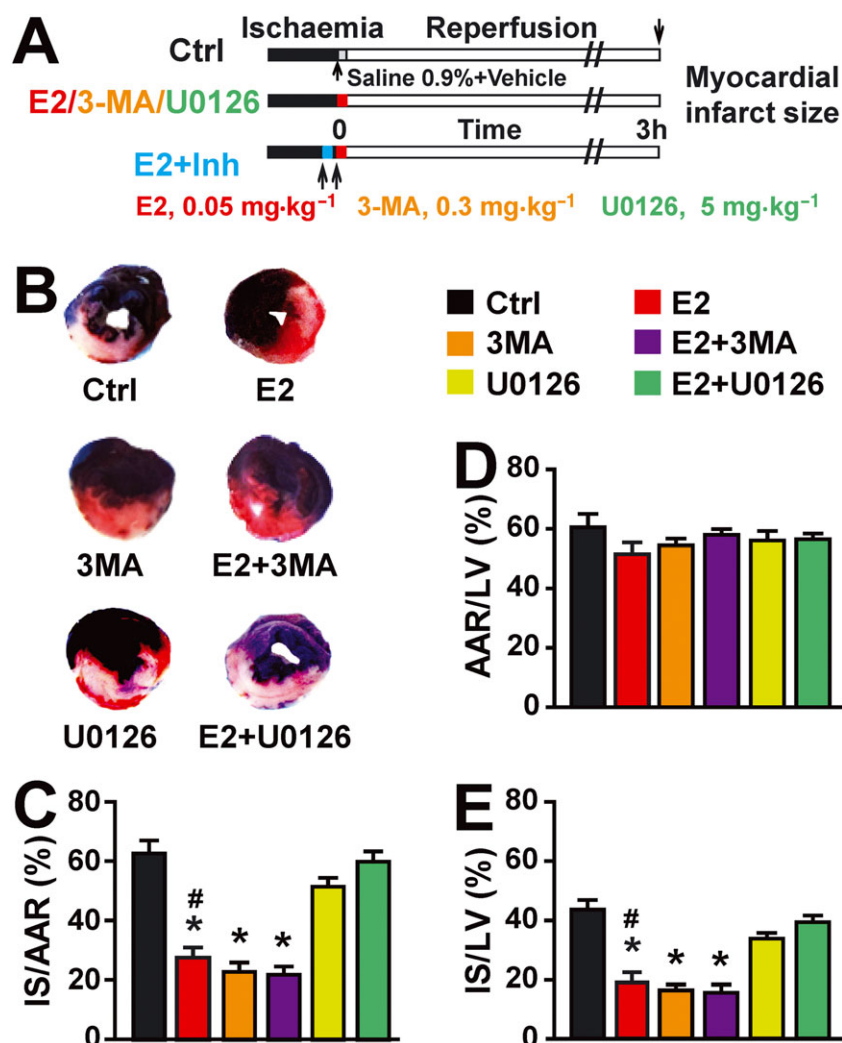 A
Ischaemia Reperfusion
Ctrl
Saline 0.9%+Vehicle
E2/3-MA/U0126
Myocardial
infarct size
0 Time 3h
E2+Inh
E2, 0.05 mg·kg⁻¹ 3-MA, 0.3 mg·kg⁻¹ U0126, 5 mg·kg⁻¹
B
Ctrl E2
3MA E2+3MA
U0126 E2+U0126
Ctrl E2
3MA E2+3MA
U0126 E2+U0126
D
AAR/LV (%)
80
60
40
20
0
C
IS/AAR (%)
80
60
40
20
0
#
* * *
E
IS/LV (%)
80
60
40
20
0
#
* * *